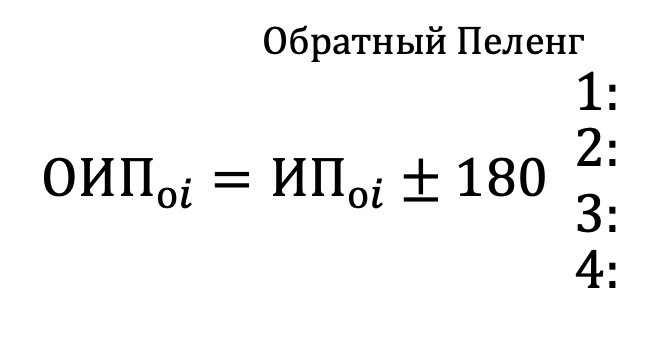 Обратный Пеленг
1:
2:
ОИПоi = ИПоi ± 180
3:
4: